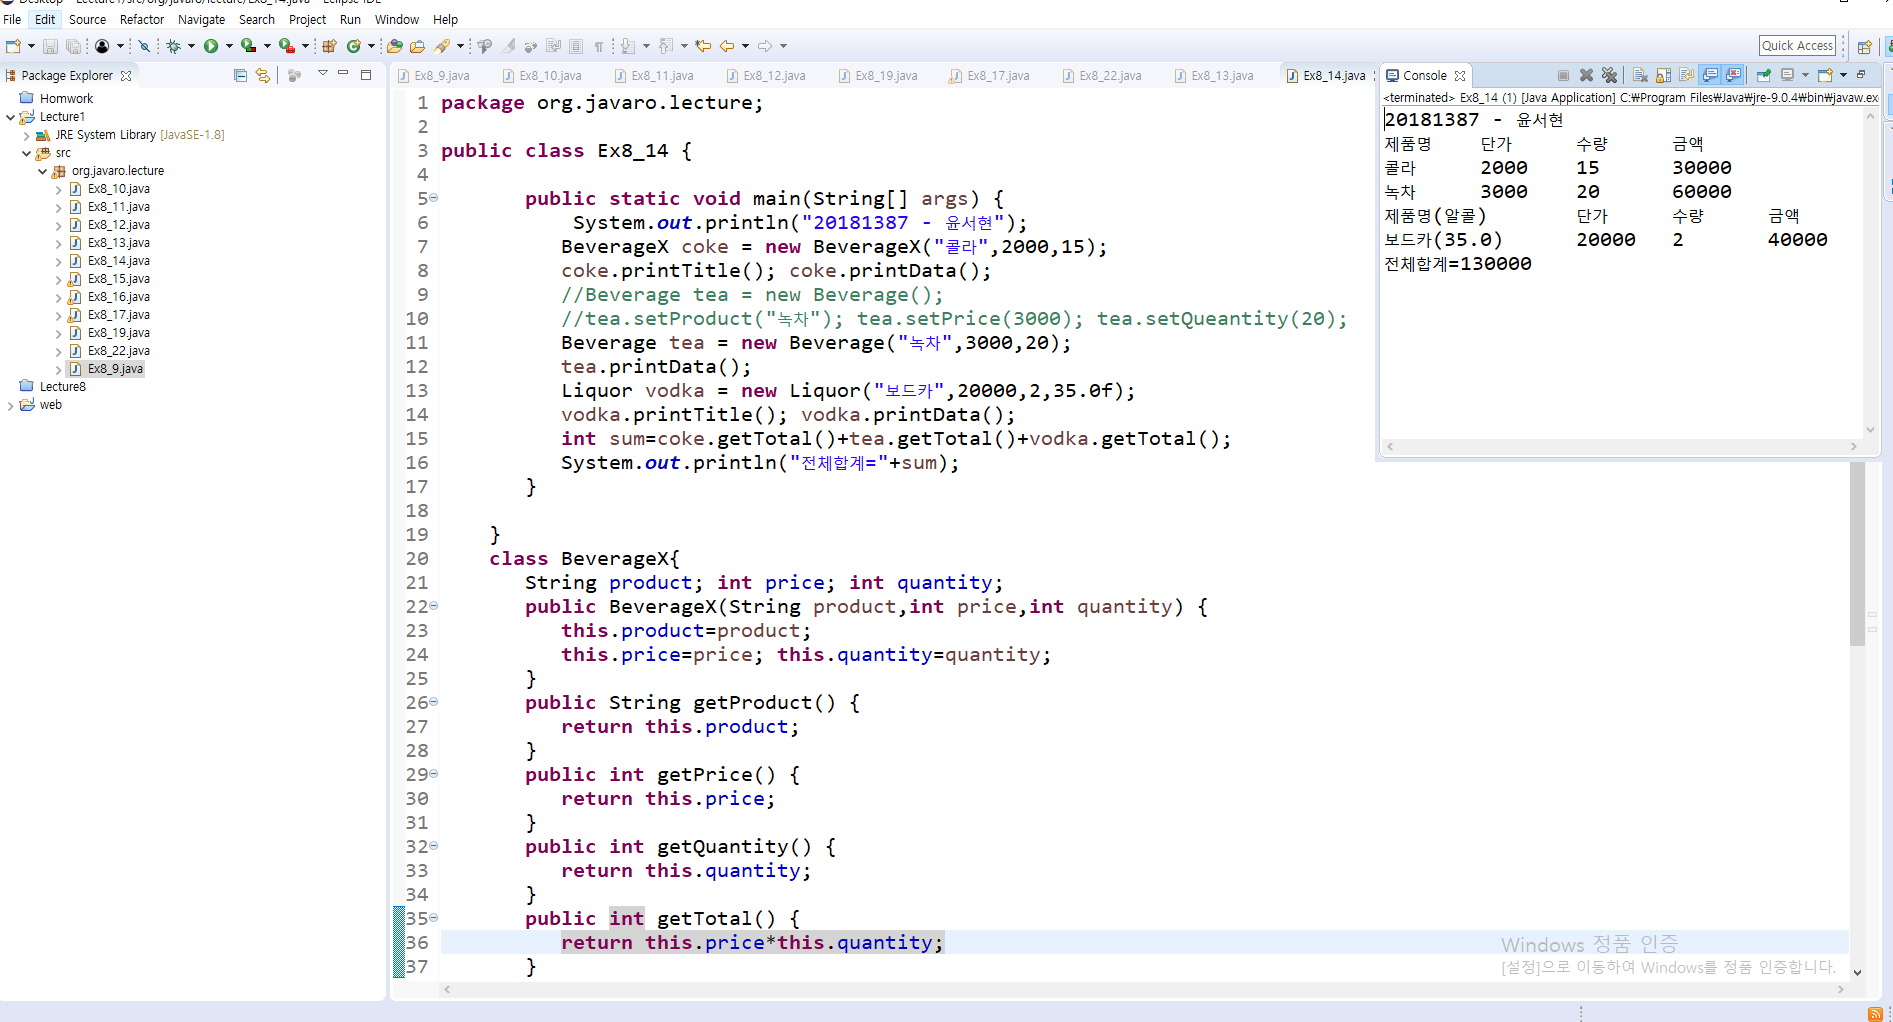 Desktop - Lecture1/src/org/javaro/lecture/Ex8_14.java - Eclipse IDE
File Edit Source Refactor Navigate Search Project Run Window Help
Quick Access
Package Explorer
Homwork
Lecture1
JRE System Library [JavaSE-1.8]
src
org.javaro.lecture
Ex8_10.java
Ex8_11.java
Ex8_12.java
Ex8_13.java
Ex8_14.java
Ex8_15.java
Ex8_16.java
Ex8_17.java
Ex8_19.java
Ex8_22.java
Ex8_9.java
Lecture8
web
Ex8_9.java Ex8_10.java Ex8_11.java Ex8_12.java Ex8_19.java Ex8_17.java Ex8_22.java Ex8_13.java Ex8_14.java
1 package org.javaro.lecture;
2
3 public class Ex8_14 {
4
5 public static void main(String[] args) {
6 System.out.println("20181387 - 윤서현");
7 BeverageX coke = new BeverageX("콜라",2000,15);
8 coke.printTitle(); coke.printData();
9 //Beverage tea = new Beverage();
10 //tea.setProduct("녹차"); tea.setPrice(3000); tea.setQueantity(20);
11 Beverage tea = new Beverage("녹차",3000,20);
12 tea.printData();
13 Liquor vodka = new Liquor("보드카",20000,2,35.0f);
14 vodka.printTitle(); vodka.printData();
15 int sum=coke.getTotal()+tea.getTotal()+vodka.getTotal();
16 System.out.println("전체합계="+sum);
17 }
18
19 }
20 class BeverageX{
21 String product; int price; int quantity;
22 public BeverageX(String product,int price,int quantity) {
23 this.product=product;
24 this.price=price; this.quantity=quantity;
25 }
26 public String getProduct() {
27 return this.product;
28 }
29 public int getPrice() {
30 return this.price;
31 }
32 public int getQuantity() {
33 return this.quantity;
34 }
35 public int getTotal() {
36 return this.price*this.quantity;
37 }
Console
<terminated> Ex8_14 (1) [Java Application] C:₩Program Files₩Java₩jre-9.0.4₩bin₩javaw.ex
20181387 - 윤서현
제품명 단가 수량 금액
콜라 2000 15 30000
녹차 3000 20 60000
제품명(알콜) 단가 수량 금액
보드카(35.0) 20000 2 40000
전체합계=130000
Windows 정품 인증
[설정]으로 이동하여 Windows를 정품 인증합니다.